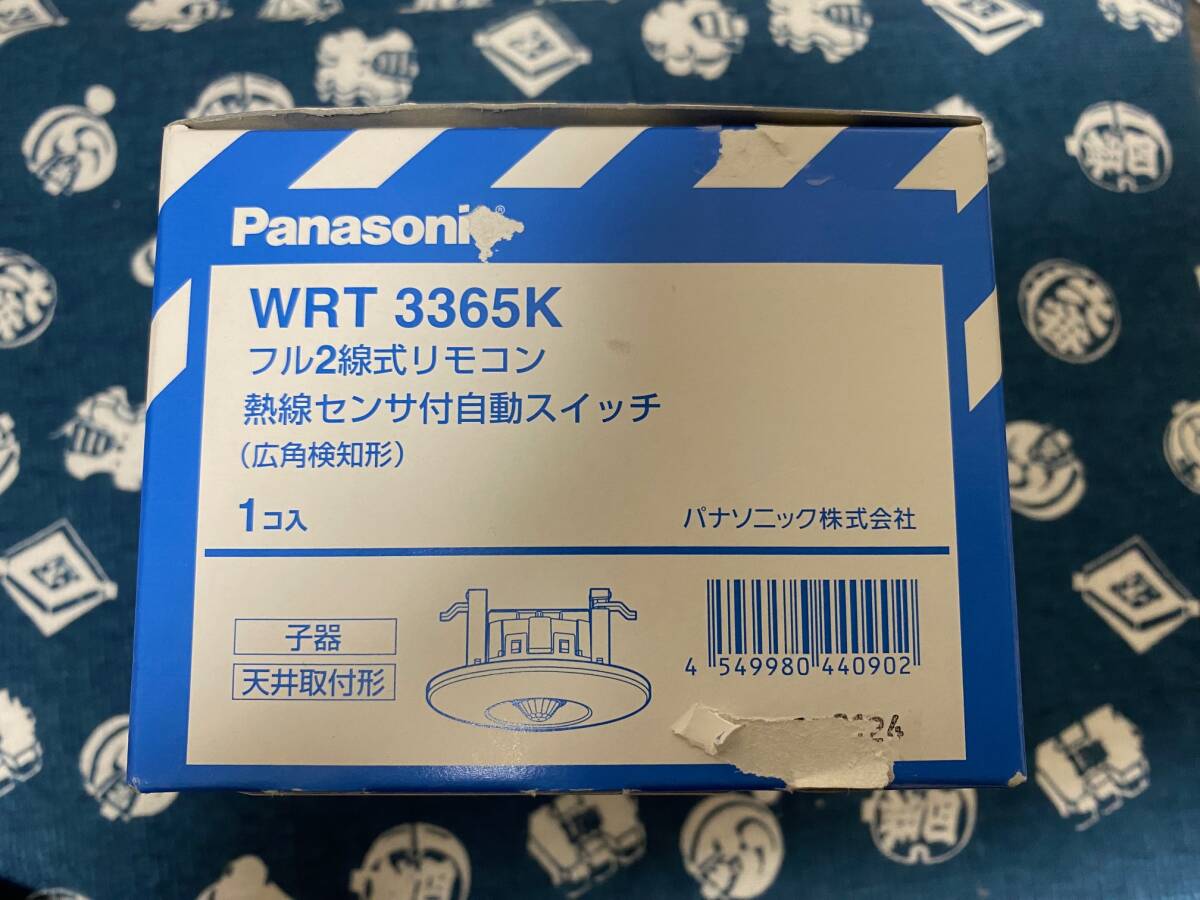 Panasoni
®
WRT 3365K
フル2線式リモコン
熱線センサ付自動スイッチ
(広角検知形)
1コ入
パナソニック株式会社
子器
天井取付形
4 549980 440902